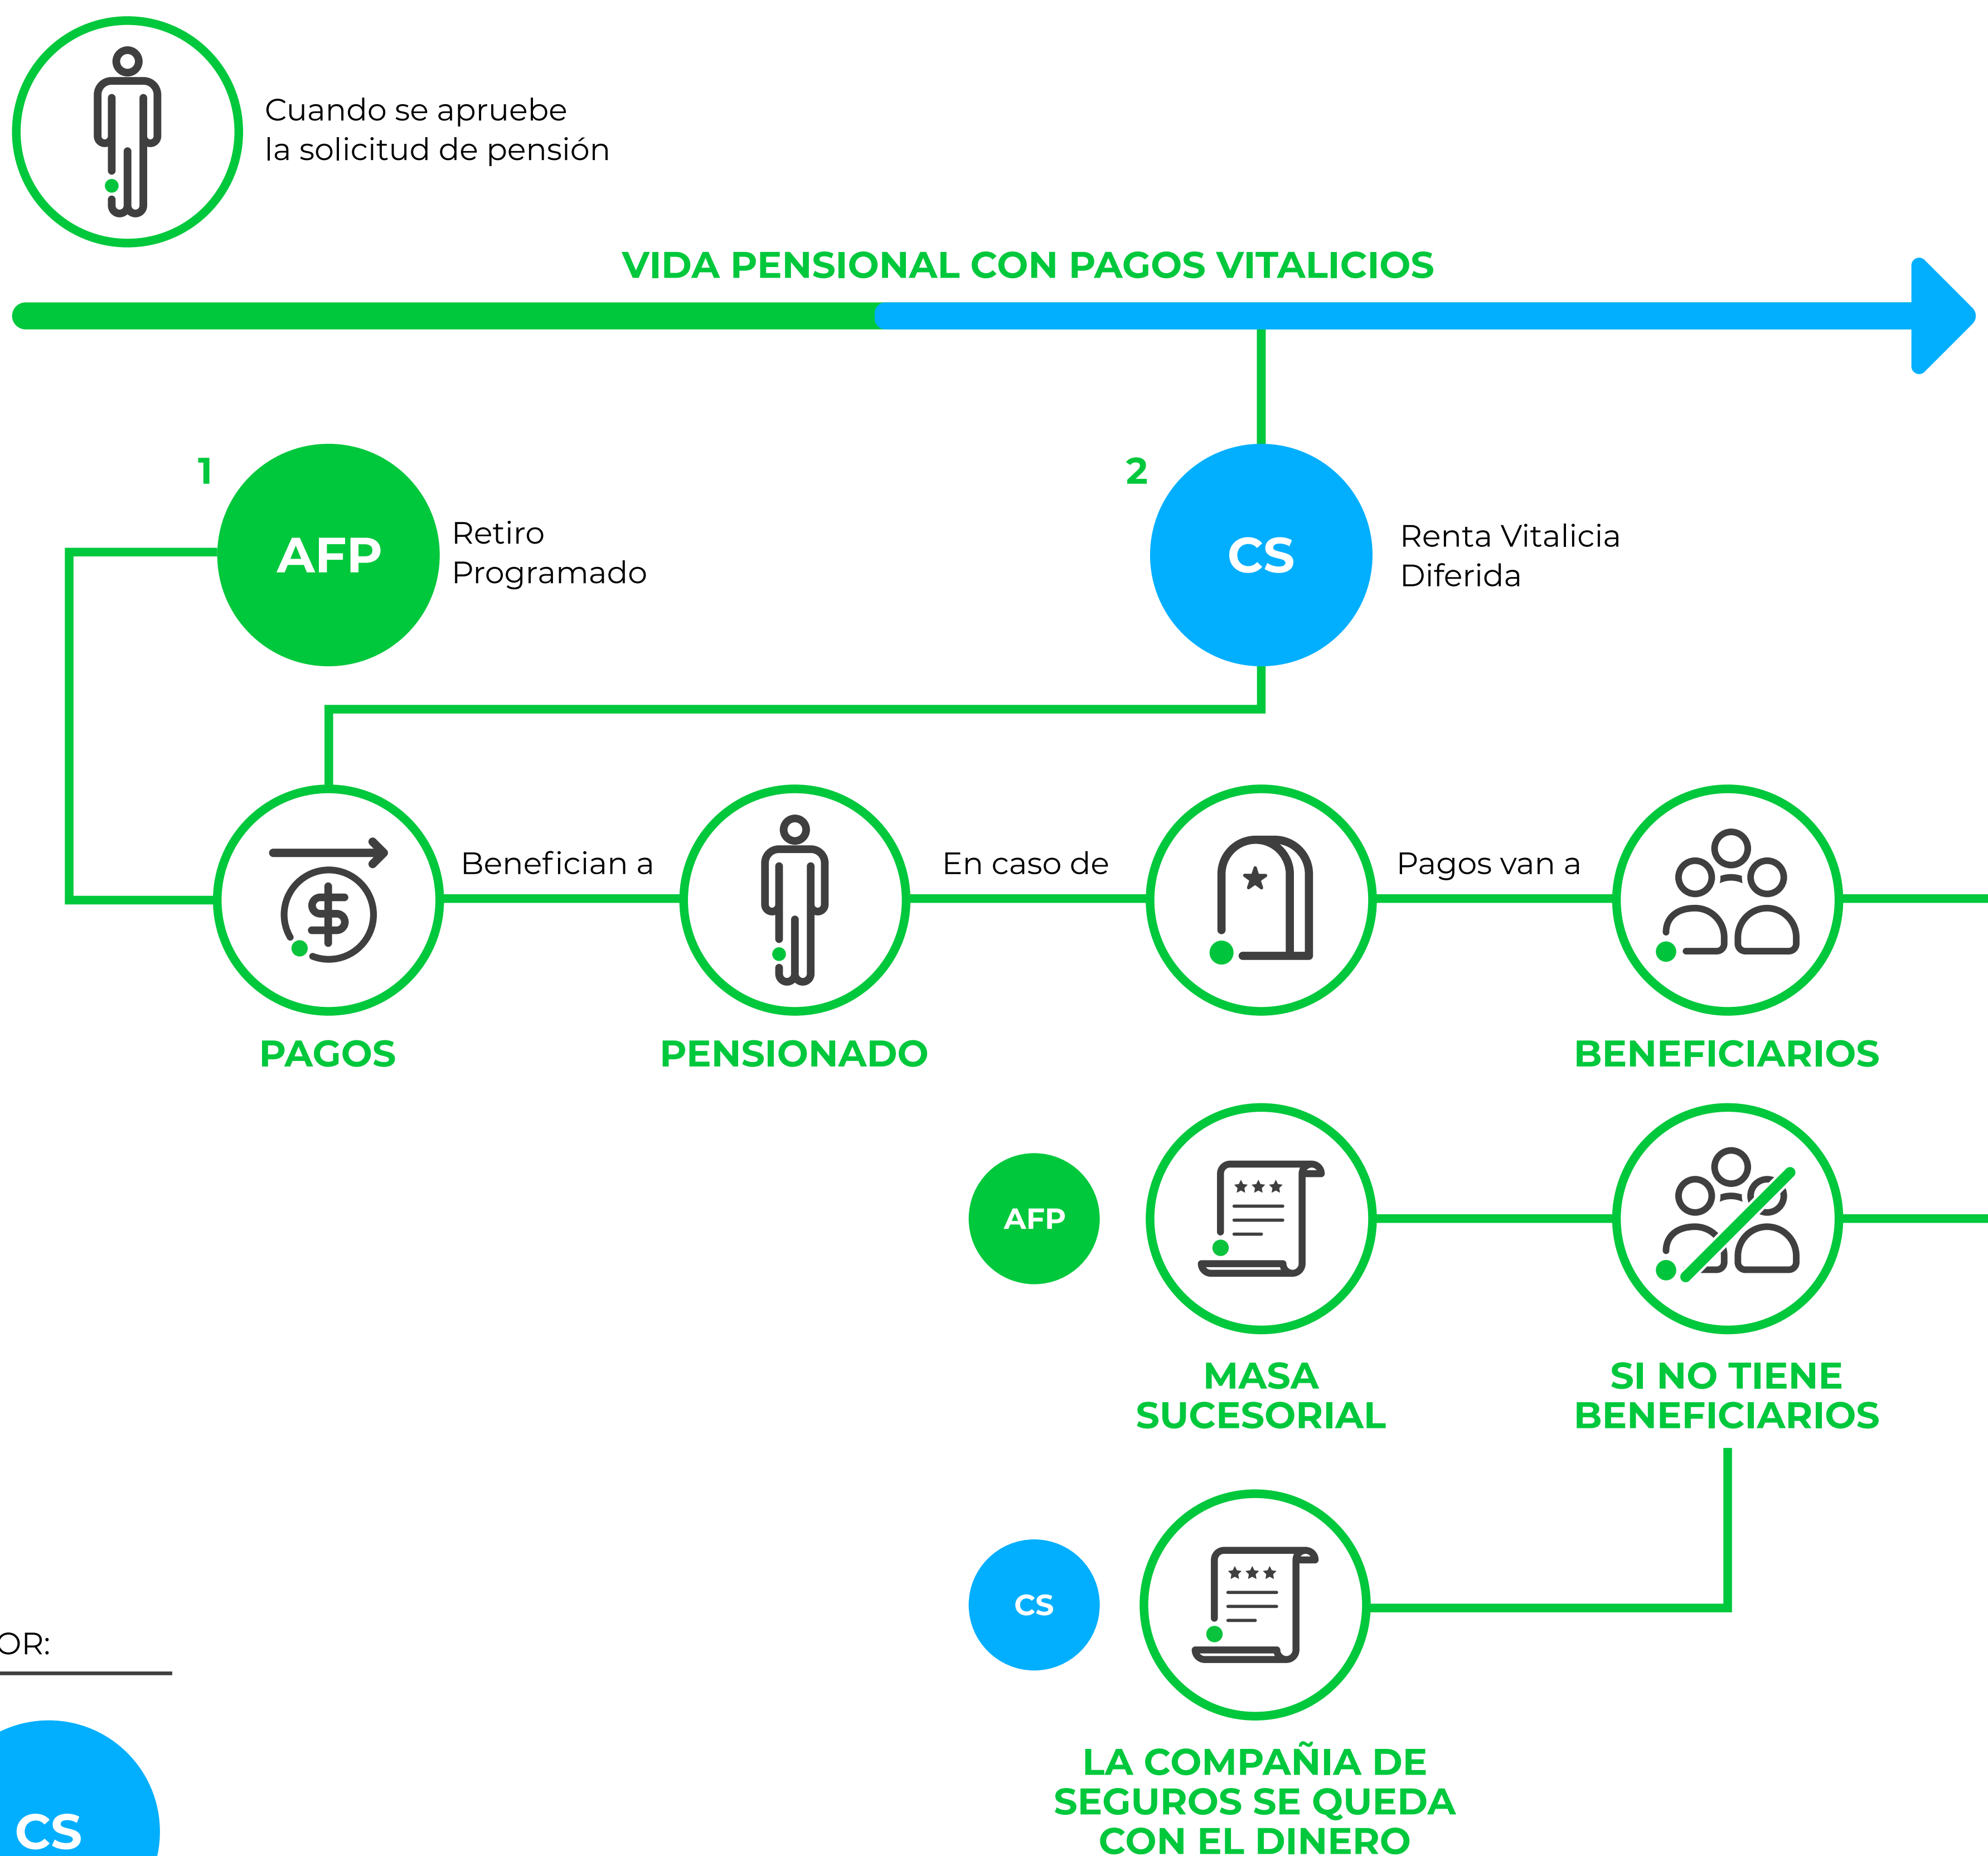 Cuando se apruebe
la solicitud de pensión
VIDA PENSIONAL CON PAGOS VITALICIOS
1
AFP
Retiro
Programado
2
CS
Renta Vitalicia
Diferida
Benefician a
En caso de
Pagos van a
PAGOS
PENSIONADO
BENEFICIARIOS
AFP
MASA
SUCESORIAL
SI NO TIENE
BENEFICIARIOS
CS
LA COMPAÑIA DE
SEGUROS SE QUEDA
CON EL DINERO
OR:
CS